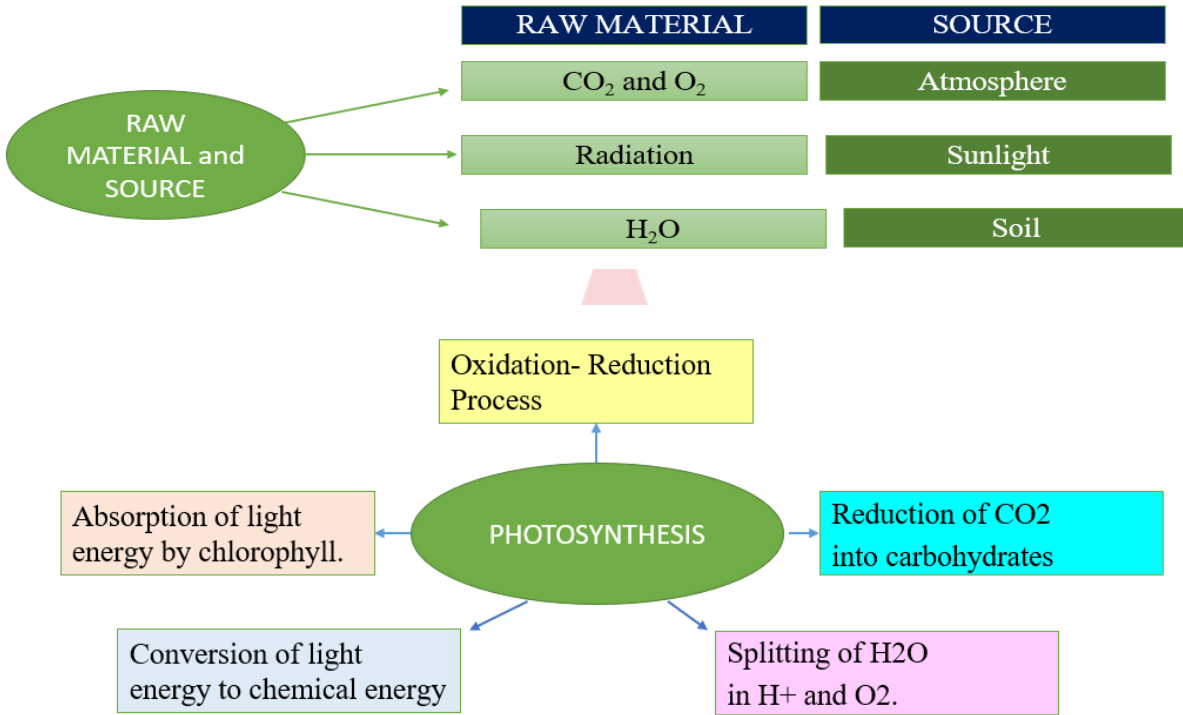 RAW MATERIAL
SOURCE
RAW
MATERIAL and
SOURCE
CO₂ and O₂
Atmosphere
Radiation
Sunlight
H₂O
Soil
Oxidation- Reduction
Process
Absorption of light
energy by chlorophyll.
PHOTOSYNTHESIS
Reduction of CO2
into carbohydrates
Conversion of light
energy to chemical energy
Splitting of H2O
in H+ and O2.